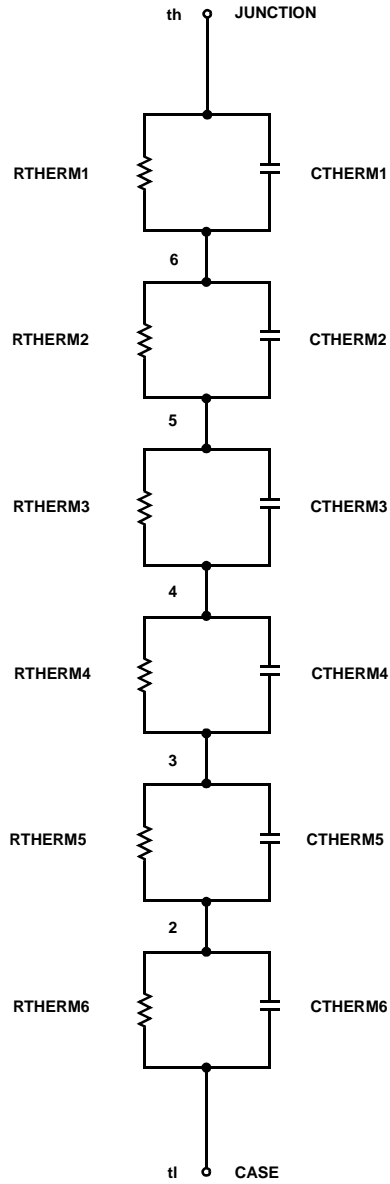 th JUNCTION
RTHERM1 CTHERM1
6
RTHERM2 CTHERM2
5
RTHERM3 CTHERM3
4
RTHERM4 CTHERM4
3
RTHERM5 CTHERM5
2
RTHERM6 CTHERM6
tl CASE